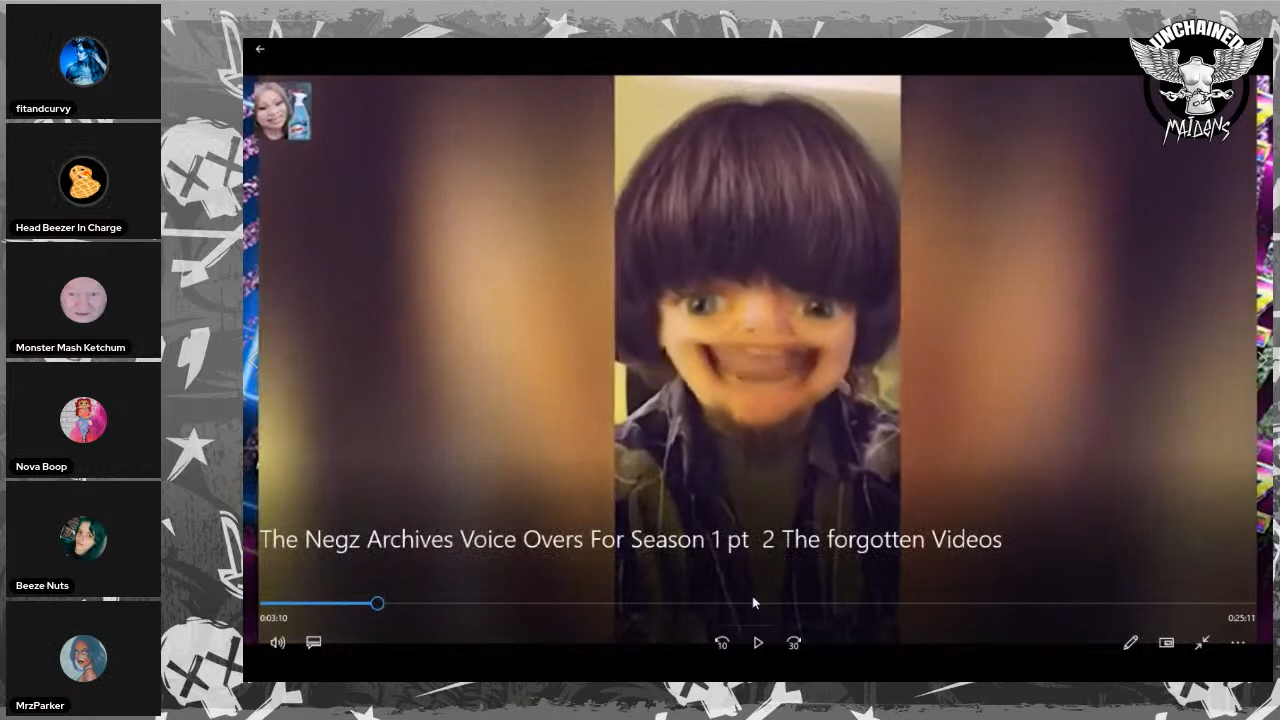 fitandcurvy
Head Beezer In Charge
Monster Mash Ketchum
Nova Boop
Beeze Nuts
MrzParker
UNCHAINED
MAIDENS
The Negz Archives Voice Overs For Season 1 pt 2 The forgotten Videos
0:03:10
0:25:11
10
30